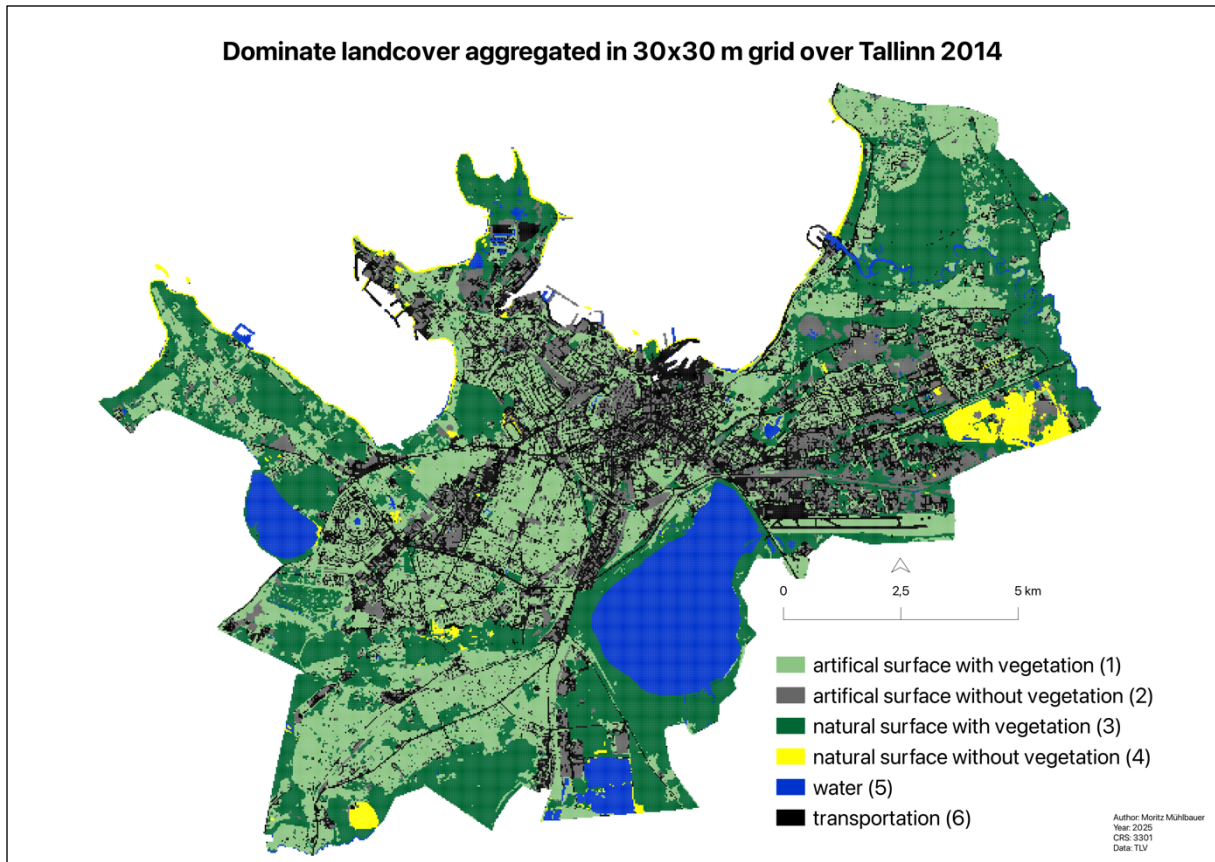 Dominate landcover aggregated in 30x30 m grid over Tallinn 2014
0 2,5 5 km
artifical surface with vegetation (1)
artifical surface without vegetation (2)
natural surface with vegetation (3)
natural surface without vegetation (4)
water (5)
transportation (6)
Author: Moritz Mühlbauer
Year: 2025
CRS: 3301
Data: TLV